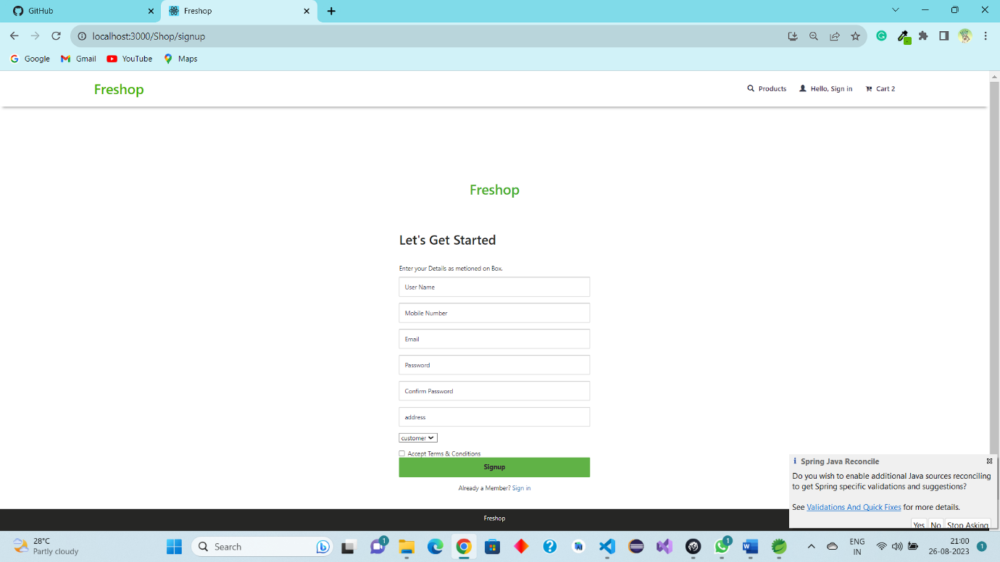 GitHub
Freshop
localhost:3000/Shop/signup
Google
Gmail
YouTube
Maps
Freshop
Products
Hello, Sign in
Cart 2
Freshop
Let's Get Started
Enter your Details as metioned on Box.
User Name
Mobile Number
Email
Password
Confirm Password
address
customer
Accept Terms & Conditions
Signup
Already a Member? Sign in
Freshop
Spring Java Reconcile
Do you wish to enable additional Java sources reconciling
to get Spring specific validations and suggestions?
See Validations And Quick Fixes for more details.
Yes No Stop Asking
28°C
Partly cloudy
Search
1
1
ENG
IN
21:00
26-08-2023
1